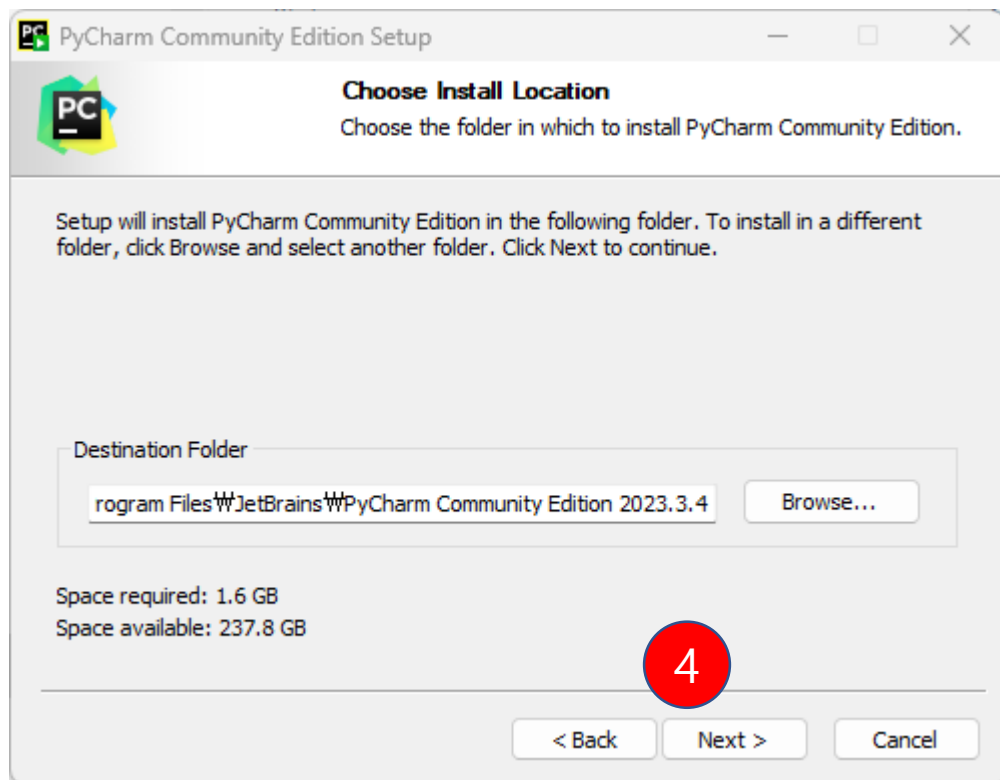 PyCharm Community Edition Setup
PC
Choose Install Location
Choose the folder in which to install PyCharm Community Edition.
Setup will install PyCharm Community Edition in the following folder. To install in a different
folder, click Browse and select another folder. Click Next to continue.
Destination Folder
rogram Files₩JetBrains₩PyCharm Community Edition 2023.3.4
Browse...
Space required: 1.6 GB
Space available: 237.8 GB
4
< Back
Next >
Cancel